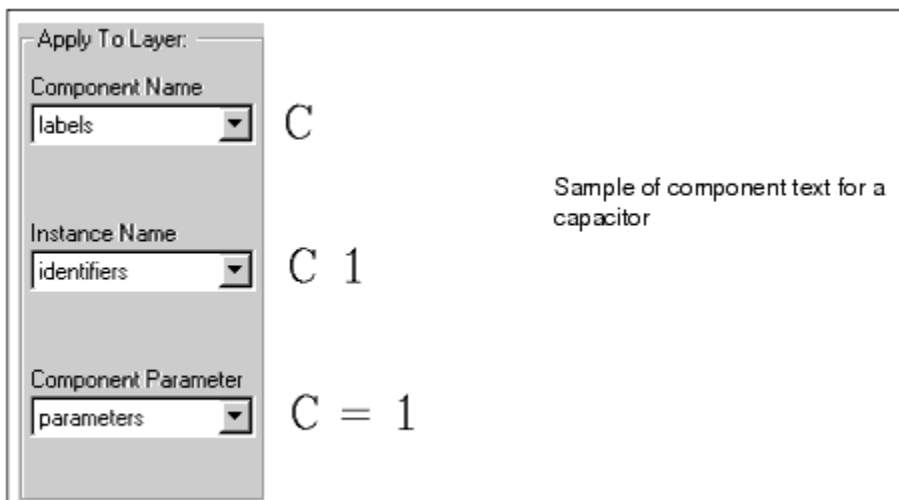 Apply To Layer:
Component Name
labels
C
Sample of component text for a
capacitor
Instance Name
identifiers
C 1
Component Parameter
parameters
C = 1